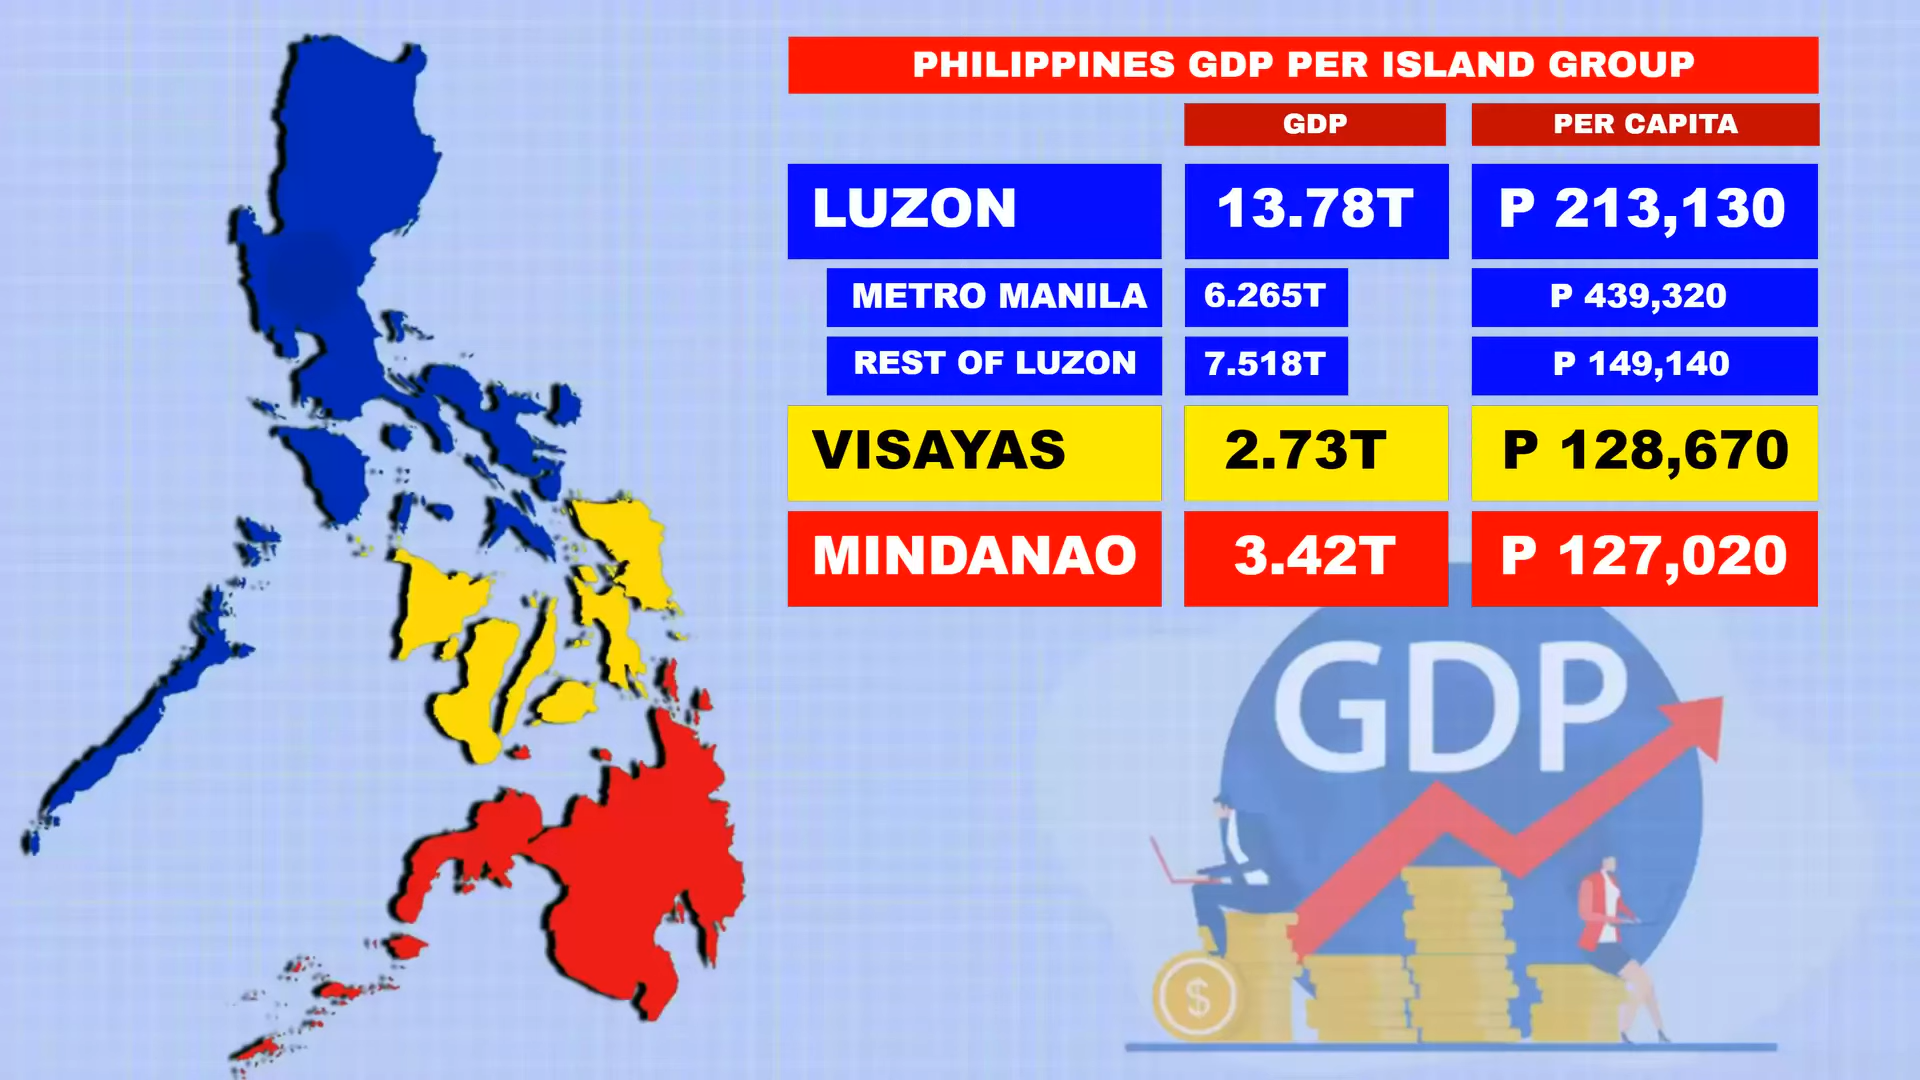 PHILIPPINES GDP PER ISLAND GROUP
GDP PER CAPITA
LUZON 13.78T P 213,130
METRO MANILA 6.265T P 439,320
REST OF LUZON 7.518T P 149,140
VISAYAS 2.73T P 128,670
MINDANAO 3.42T P 127,020
GDP
$